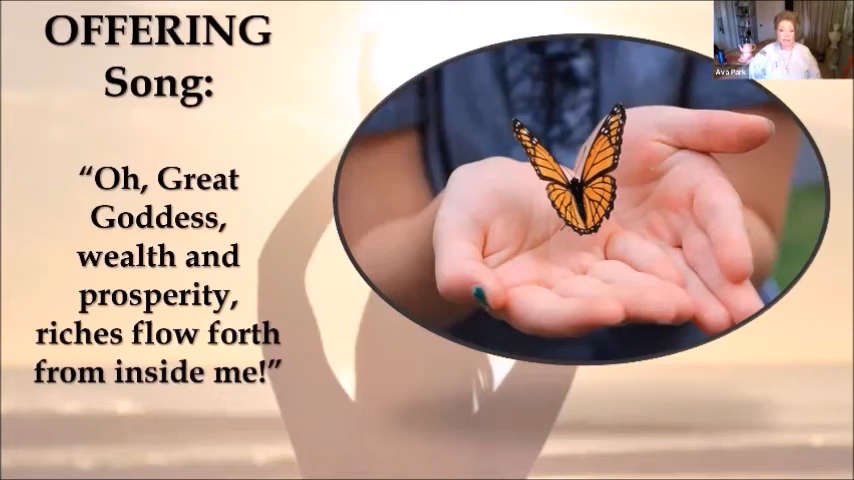 OFFERING
Song:
“Oh, Great
Goddess,
wealth and
prosperity,
riches flow forth
from inside me!”
Ava Park